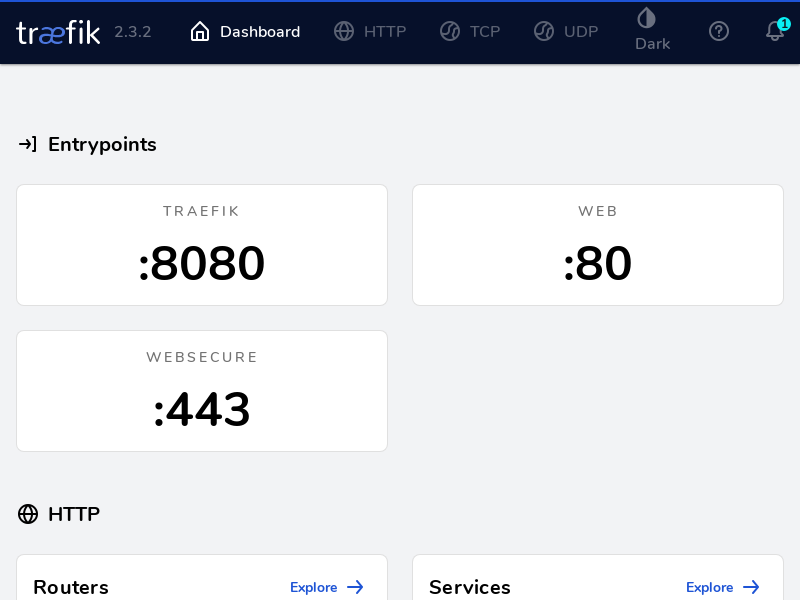 træfik 2.3.2 Dashboard HTTP TCP UDP Dark 1
Entrypoints
TRAEFIK
:8080
WEB
:80
WEBSECURE
:443
HTTP
Routers Explore
Services Explore